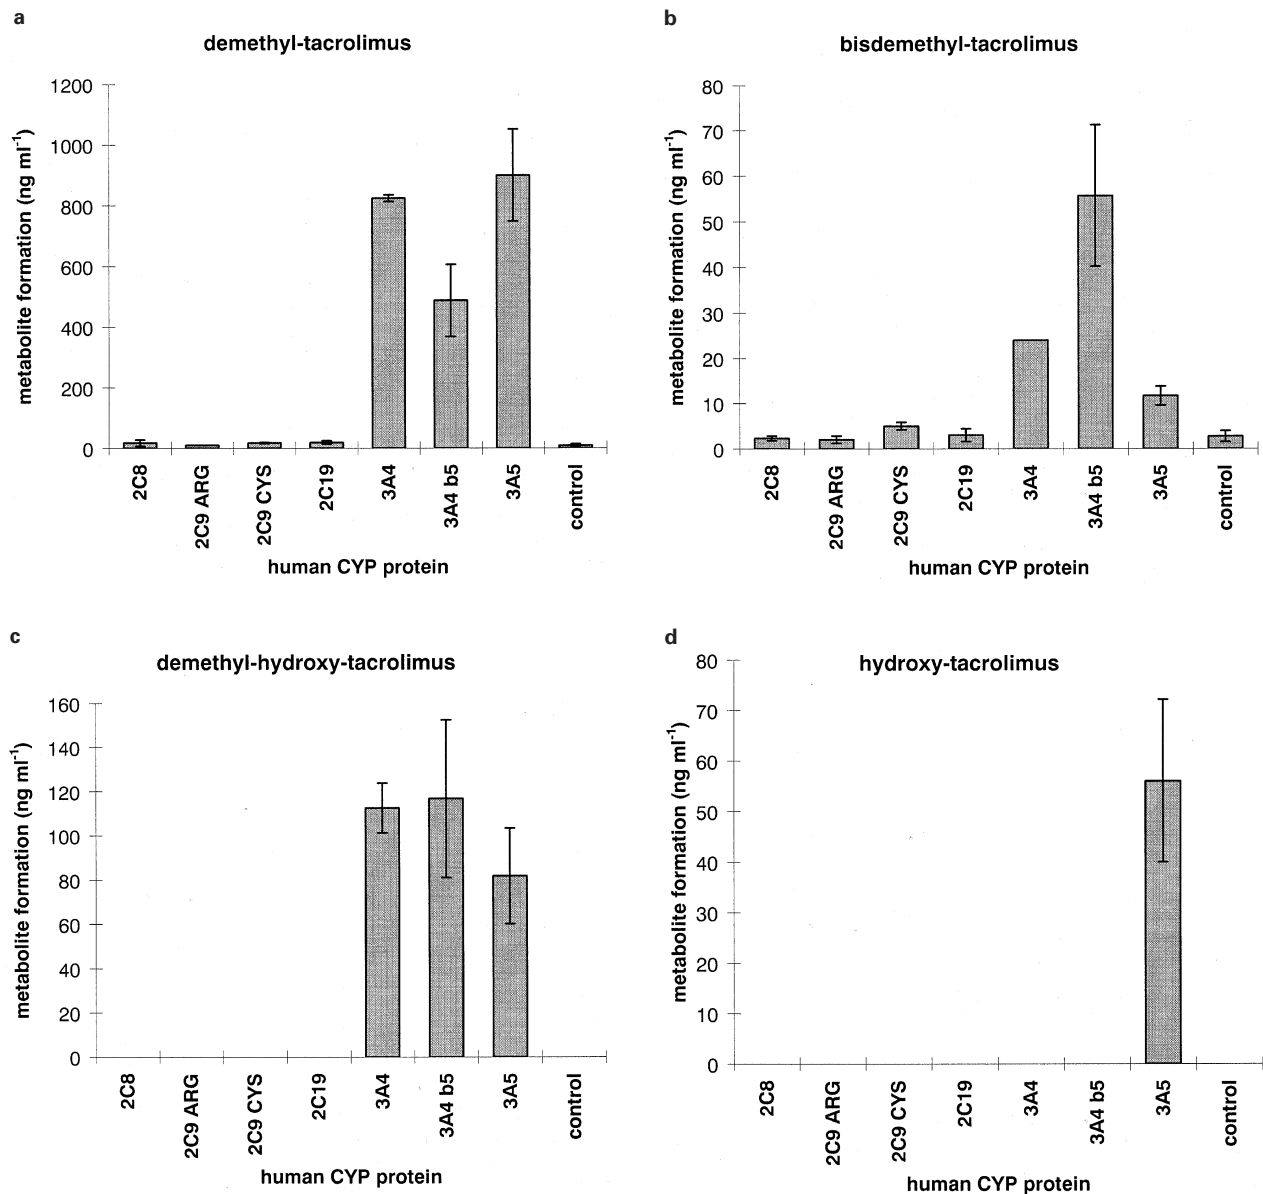 a
demethyl-tacrolimus
metabolite formation (ng ml⁻¹)
1200
1000
800
600
400
200
0
2C8
2C9 ARG
2C9 CYS
2C19
3A4
3A4 b5
3A5
control
human CYP protein
b
bisdemethyl-tacrolimus
metabolite formation (ng ml⁻¹)
80
70
60
50
40
30
20
10
0
2C8
2C9 ARG
2C9 CYS
2C19
3A4
3A4 b5
3A5
control
human CYP protein
c
demethyl-hydroxy-tacrolimus
metabolite formation (ng ml⁻¹)
160
140
120
100
80
60
40
20
0
2C8
2C9 ARG
2C9 CYS
2C19
3A4
3A4 b5
3A5
control
human CYP protein
d
hydroxy-tacrolimus
metabolite formation (ng ml⁻¹)
80
70
60
50
40
30
20
10
0
2C8
2C9 ARG
2C9 CYS
2C19
3A4
3A4 b5
3A5
control
human CYP protein